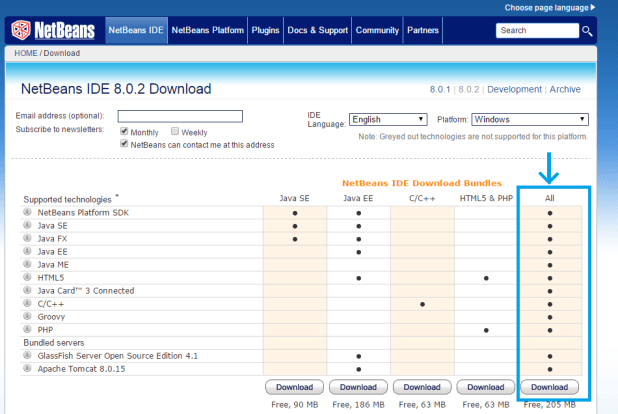 Choose page language
NetBeans NetBeans IDE NetBeans Platform Plugins Docs & Support Community Partners Search
HOME / Download
NetBeans IDE 8.0.2 Download 8.0.1 | 8.0.2 | Development | Archive
Email address (optional): IDE Language: English Platform: Windows
Subscribe to newsletters: Monthly Weekly
NetBeans can contact me at this address
Note: Greyed out technologies are not supported for this platform.
NetBeans IDE Download Bundles
Supported technologies * Java SE Java EE C/C++ HTML5 & PHP All
NetBeans Platform SDK • • •
Java SE • • •
Java FX • • •
Java EE • •
Java ME •
HTML5 • • •
Java Card™ 3 Connected •
C/C++ • •
Groovy •
PHP • •
Bundled servers
GlassFish Server Open Source Edition 4.1 • •
Apache Tomcat 8.0.15 • •
Download Download Download Download Download
Free, 90 MB Free, 186 MB Free, 63 MB Free, 63 MB Free, 205 MB